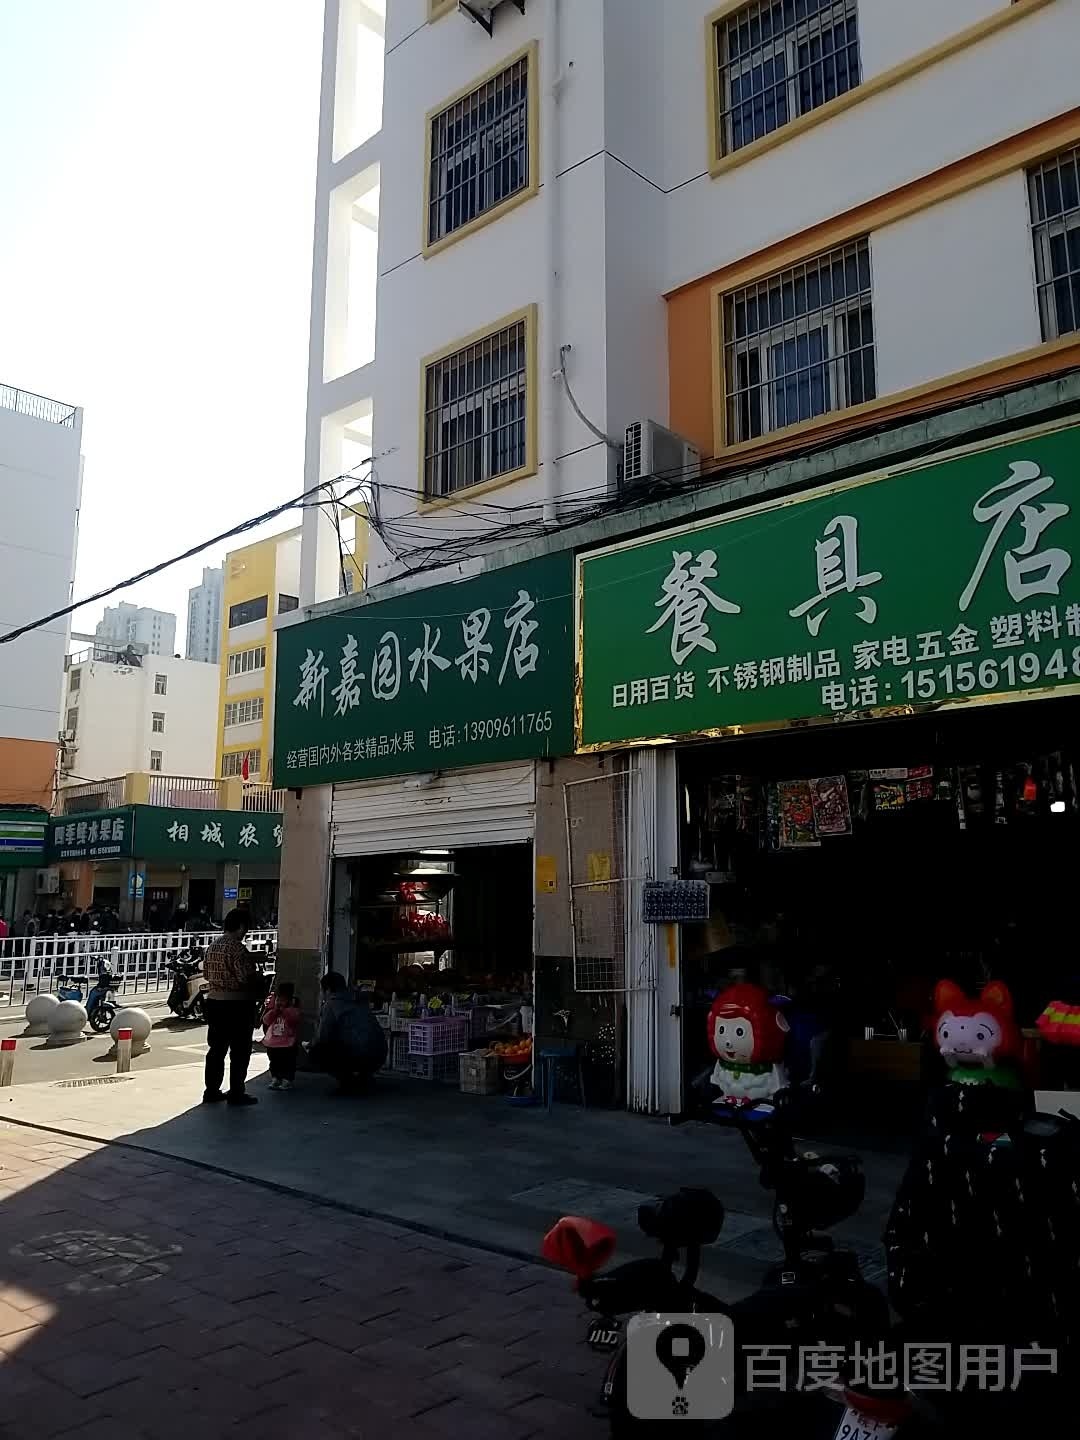 餐具店
日用百货 不锈钢制品 家电五金 塑料制
电话:151561948
新嘉园水果店
经营国内外各类精品水果 电话:13909611765
四季鲜水果店
相城农贸
百度地图用户